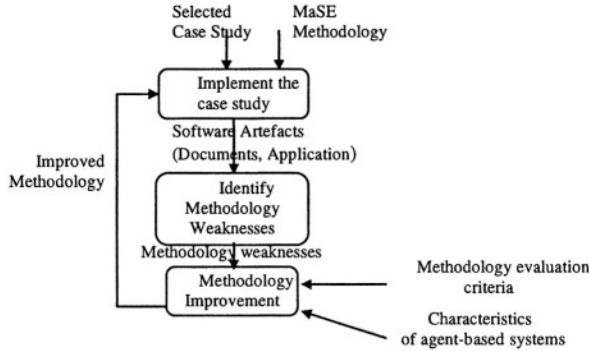 Selected
Case Study
MaSE
Methodology
Implement the
case study
Software Artefacts
(Documents, Application)
Improved
Methodology
Identify
Methodology
Weaknesses
Methodology weaknesses
Methodology
Improvement
Methodology evaluation
criteria
Characteristics
of agent-based systems